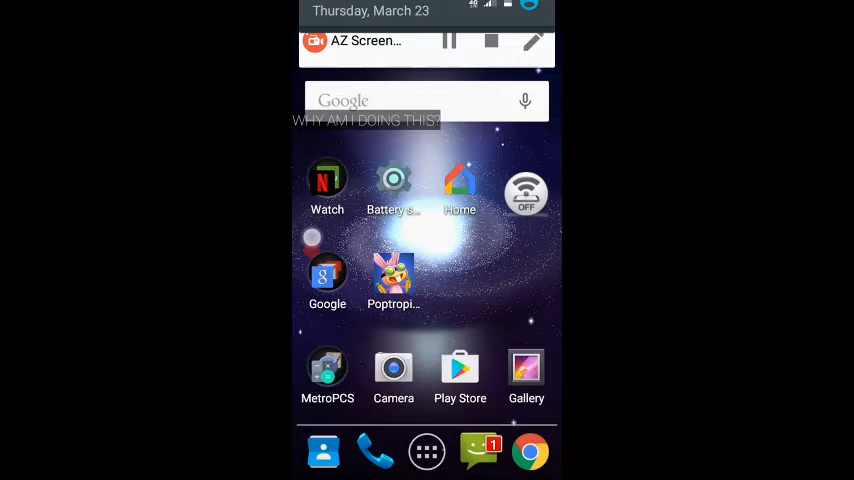 Thursday, March 23
4G
AZ Screen...
Google
WHY AM I DOING THIS?
Watch
Battery s...
Home
OFF
Google
Poptropi...
MetroPCS
Camera
Play Store
Gallery
1